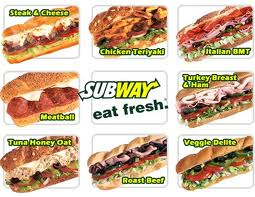 Steak & Cheese
Chicken Teriyaki
Italian BMT
Meatball
SUBWAY
eat fresh.
Turkey Breast
& Ham
Tuna Honey Oat
Roast Beef
Veggie Delite